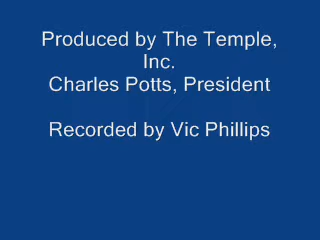 Produced by The Temple,
Inc.
Charles Potts, President
Recorded by Vic Phillips